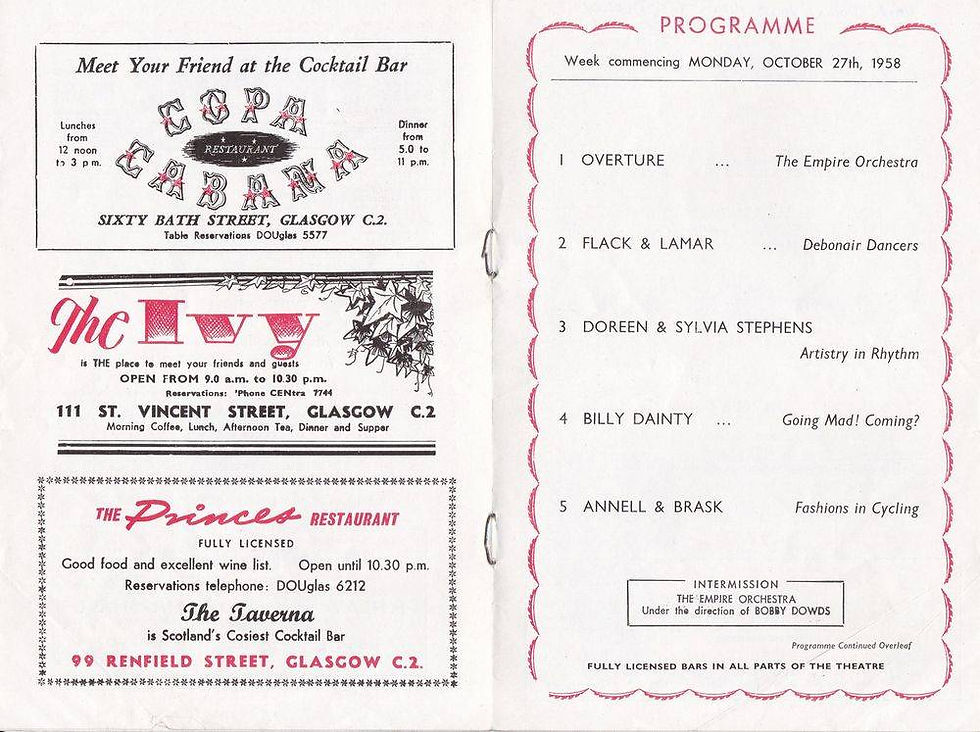 Meet Your Friend at the Cocktail Bar
Lunches
from
12 noon
to 3 p.m.
COPA
RESTAURANT
CABANA
Dinner
from
5.0 to
11 p.m.
SIXTY BATH STREET, GLASGOW C.2.
Table Reservations DOUglas 5577
The Ivy
is THE place to meet your friends and guests
OPEN FROM 9.0 a.m. to 10.30 p.m.
Reservations: 'Phone CENtra 7744
111 ST. VINCENT STREET, GLASGOW C.2
Morning Coffee, Lunch, Afternoon Tea, Dinner and Supper
THE Princes RESTAURANT
FULLY LICENSED
Good food and excellent wine list. Open until 10.30 p.m.
Reservations telephone: DOUglas 6212
The Taverna
is Scotland's Cosiest Cocktail Bar
99 RENFIELD STREET, GLASGOW C.2.
PROGRAMME
Week commencing MONDAY, OCTOBER 27th, 1958
1 OVERTURE ... The Empire Orchestra
2 FLACK & LAMAR ... Debonair Dancers
3 DOREEN & SYLVIA STEPHENS
Artistry in Rhythm
4 BILLY DAINTY ... Going Mad! Coming?
5 ANNELL & BRASK Fashions in Cycling
INTERMISSION
THE EMPIRE ORCHESTRA
Under the direction of BOBBY DOWDS
Programme Continued Overleaf
FULLY LICENSED BARS IN ALL PARTS OF THE THEATRE